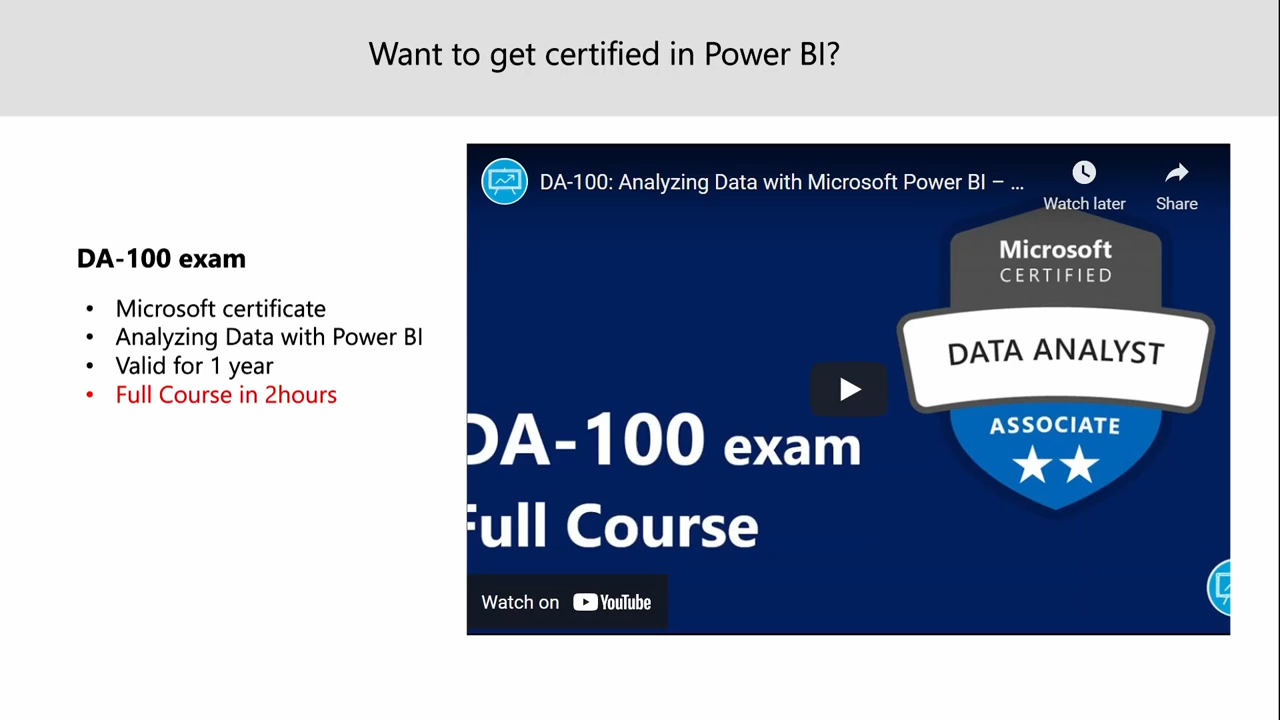 Want to get certified in Power BI?
DA-100 exam
• Microsoft certificate
• Analyzing Data with Power BI
• Valid for 1 year
• Full Course in 2hours
DA-100: Analyzing Data with Microsoft Power BI – ...
Watch later
Share
Microsoft
CERTIFIED
DATA ANALYST
ASSOCIATE
DA-100 exam
Full Course
Watch on YouTube